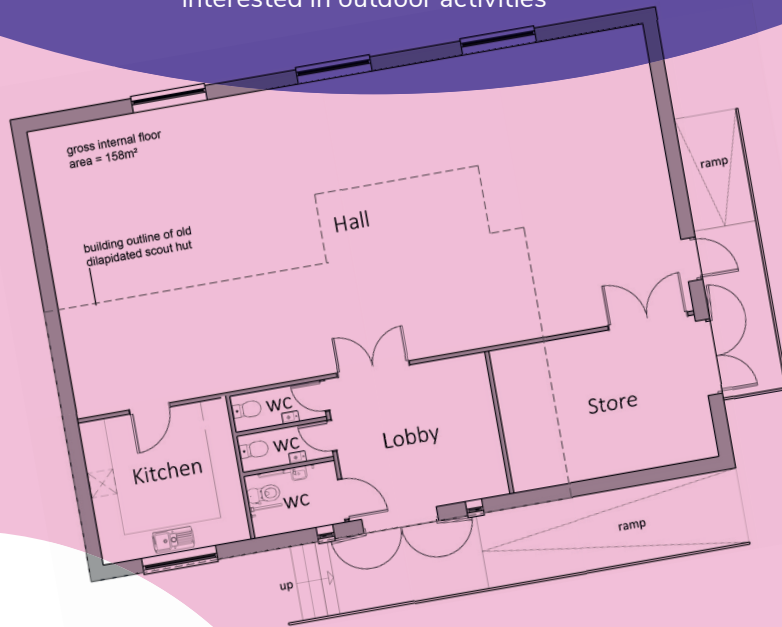 interested in outdoor activities
gross internal floor
area = 158m²
ramp
Hall
building outline of old
dilapidated scout hut
WC
Store
WC
Lobby
Kitchen
WC
ramp
up